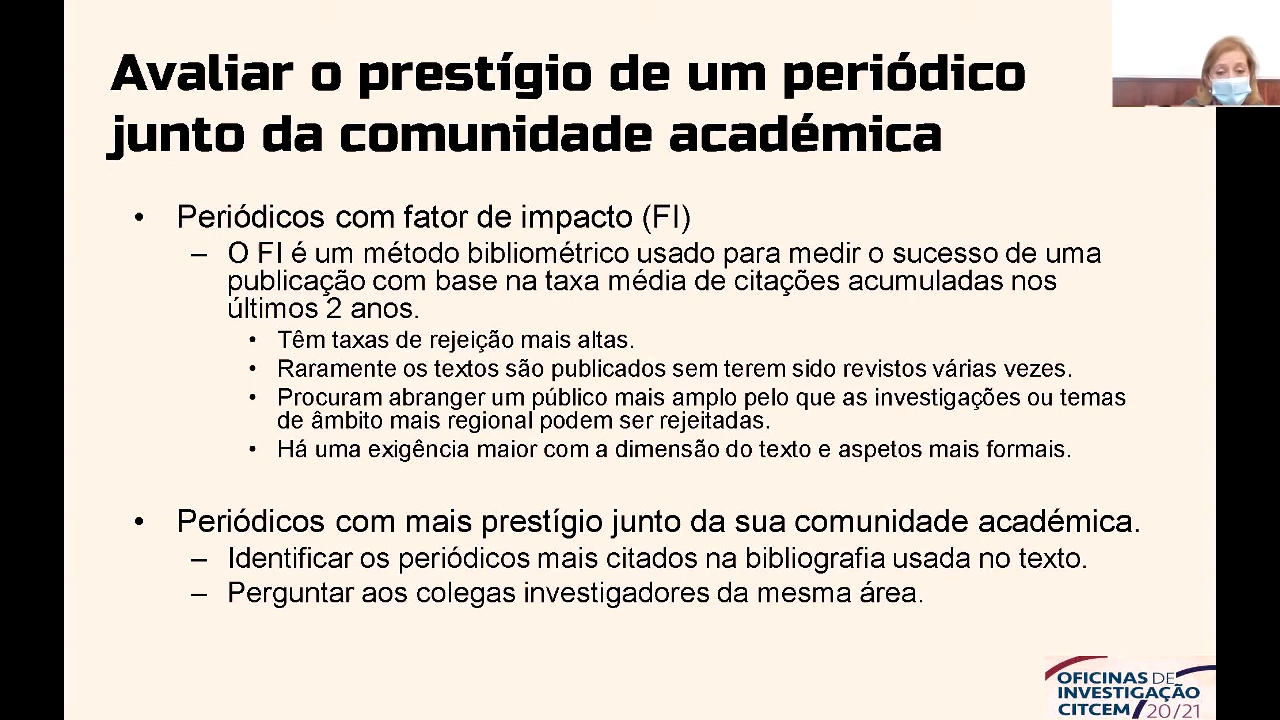 Avaliar o prestígio de um periódico
junto da comunidade académica
• Periódicos com fator de impacto (FI)
– O FI é um método bibliométrico usado para medir o sucesso de uma
publicação com base na taxa média de citações acumuladas nos
últimos 2 anos.
• Têm taxas de rejeição mais altas.
• Raramente os textos são publicados sem terem sido revistos várias vezes.
• Procuram abranger um público mais amplo pelo que as investigações ou temas
de âmbito mais regional podem ser rejeitadas.
• Há uma exigência maior com a dimensão do texto e aspetos mais formais.
• Periódicos com mais prestígio junto da sua comunidade académica.
– Identificar os periódicos mais citados na bibliografia usada no texto.
– Perguntar aos colegas investigadores da mesma área.
OFICINAS DE
INVESTIGAÇÃO
CITCEM/20/21